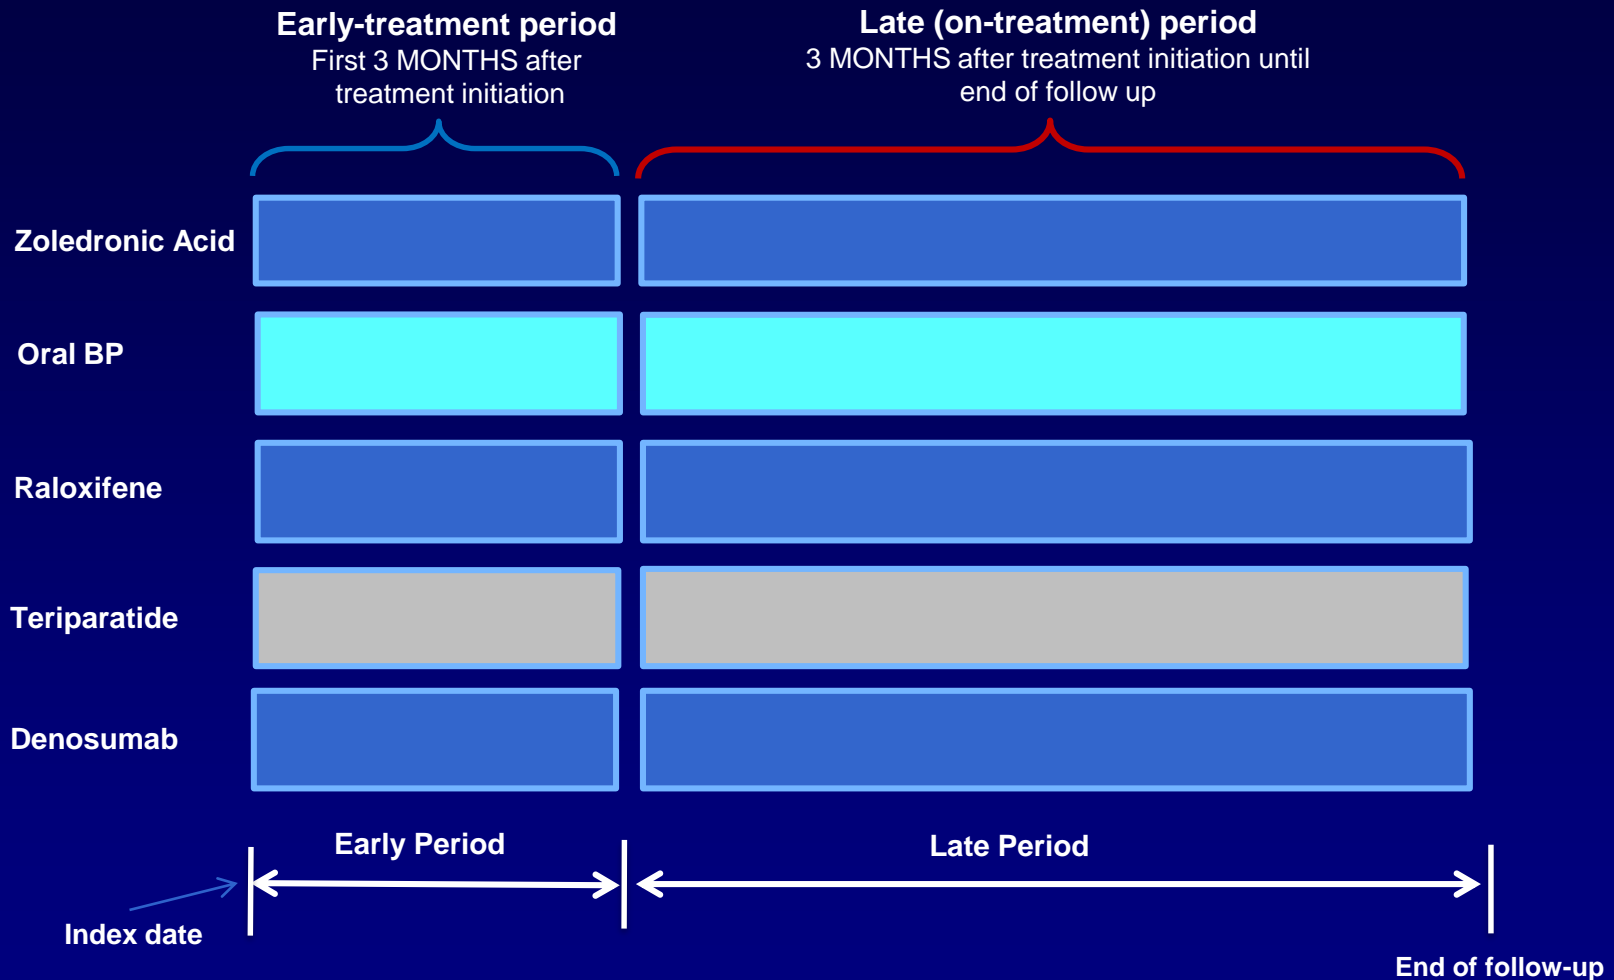 Early-treatment period
First 3 MONTHS after
treatment initiation
Late (on-treatment) period
3 MONTHS after treatment initiation until
end of follow up
Zoledronic Acid
Oral BP
Raloxifene
Teriparatide
Denosumab
Early Period
Late Period
Index date
End of follow-up